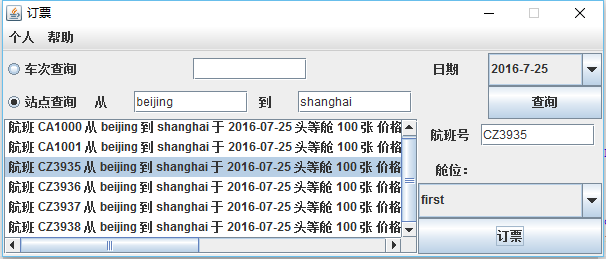 订票
个人 帮助
车次查询 日期 2016-7-25
站点查询 从 beijing 到 shanghai 查询
航班 CA1000 从 beijing 到 shanghai 于 2016-07-25 头等舱 100 张 价格
航班 CA1001 从 beijing 到 shanghai 于 2016-07-25 头等舱 100 张 价格
航班 CZ3935 从 beijing 到 shanghai 于 2016-07-25 头等舱 100 张 价格
航班 CZ3936 从 beijing 到 shanghai 于 2016-07-25 头等舱 100 张 价格
航班 CZ3937 从 beijing 到 shanghai 于 2016-07-25 头等舱 100 张 价格
航班 CZ3938 从 beijing 到 shanghai 于 2016-07-25 头等舱 100 张 价格
航班号 CZ3935
舱位：
first
订票